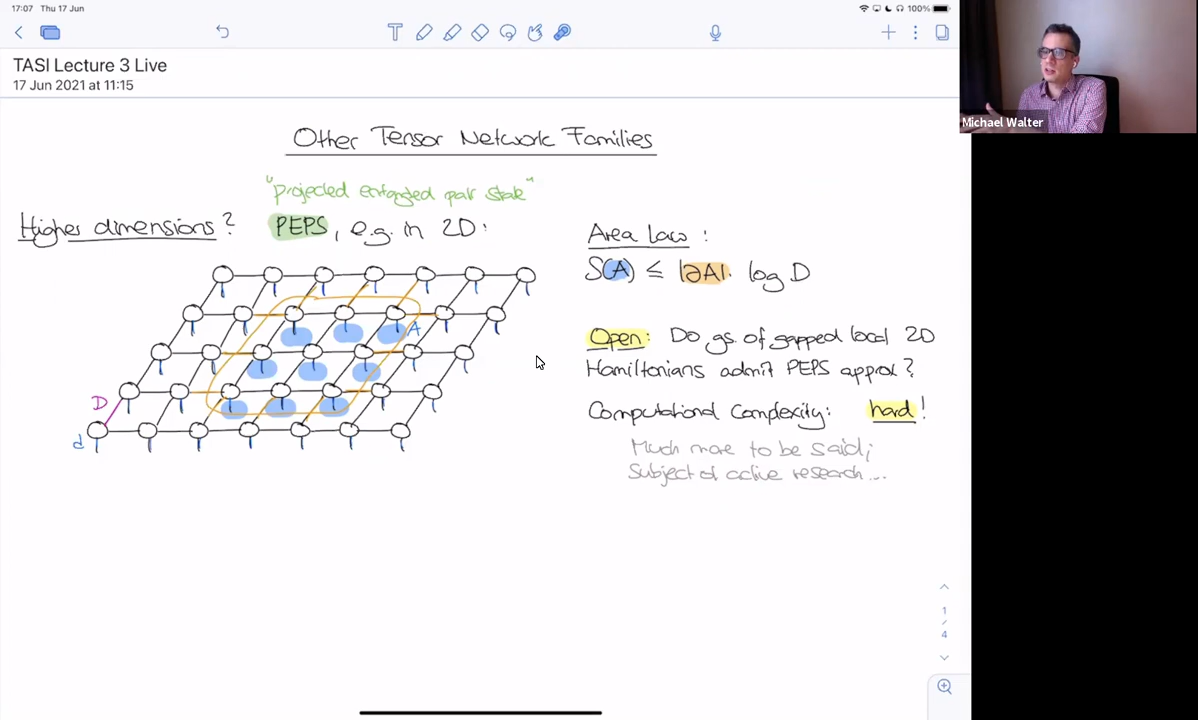 17:07 Thu 17 Jun
100%
TASI Lecture 3 Live
17 Jun 2021 at 11:15
Michael Walter
Other Tensor Network Families
"projected entangled pair state"
Higher dimensions? PEPS, e.g. in 2D:
A
D
d
Area law:
S(A) ≤ |∂A| · log D
Open: Do gs. of gapped local 2D
Hamiltonians admit PEPS approx?
Computational Complexity: hard!
Much more to be said;
Subject of active research...
1
/
4